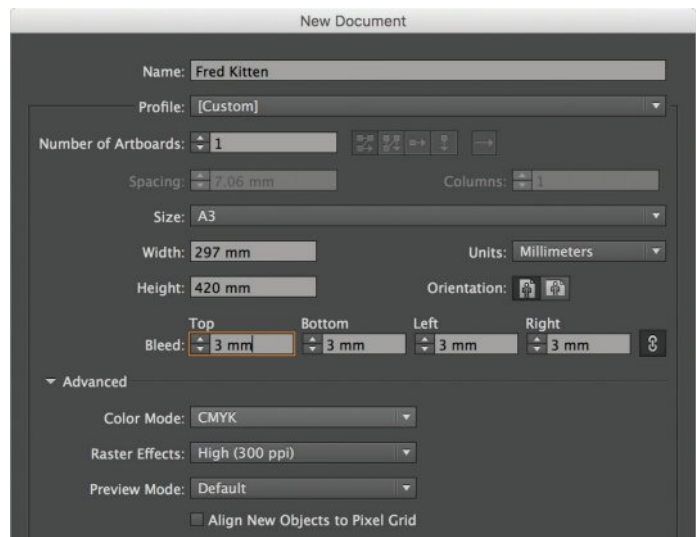 New Document
Name: Fred Kitten
Profile: [Custom]
Number of Artboards: 1
Spacing: 7.06 mm Columns: 1
Size: A3
Width: 297 mm Units: Millimeters
Height: 420 mm Orientation:
Top Bottom Left Right
Bleed: 3 mm 3 mm 3 mm 3 mm
Advanced
Color Mode: CMYK
Raster Effects: High (300 ppi)
Preview Mode: Default
Align New Objects to Pixel Grid